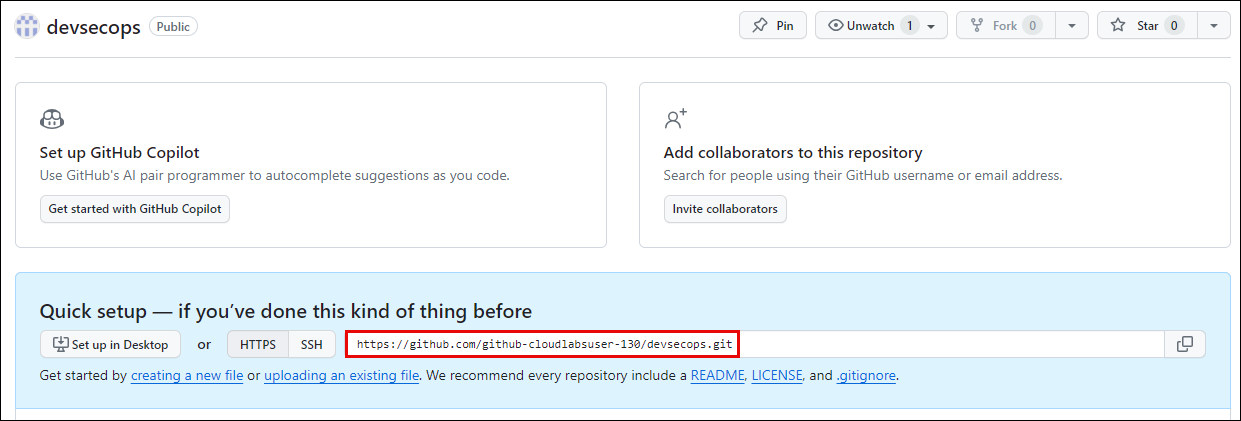 devsecops Public Pin Unwatch 1 Fork 0 Star 0
Set up GitHub Copilot
Use GitHub's AI pair programmer to autocomplete suggestions as you code.
Get started with GitHub Copilot
Add collaborators to this repository
Search for people using their GitHub username or email address.
Invite collaborators
Quick setup — if you’ve done this kind of thing before
Set up in Desktop or HTTPS SSH https://github.com/github-cloudlabsuser-130/devsecops.git
Get started by creating a new file or uploading an existing file. We recommend every repository include a README, LICENSE, and .gitignore.